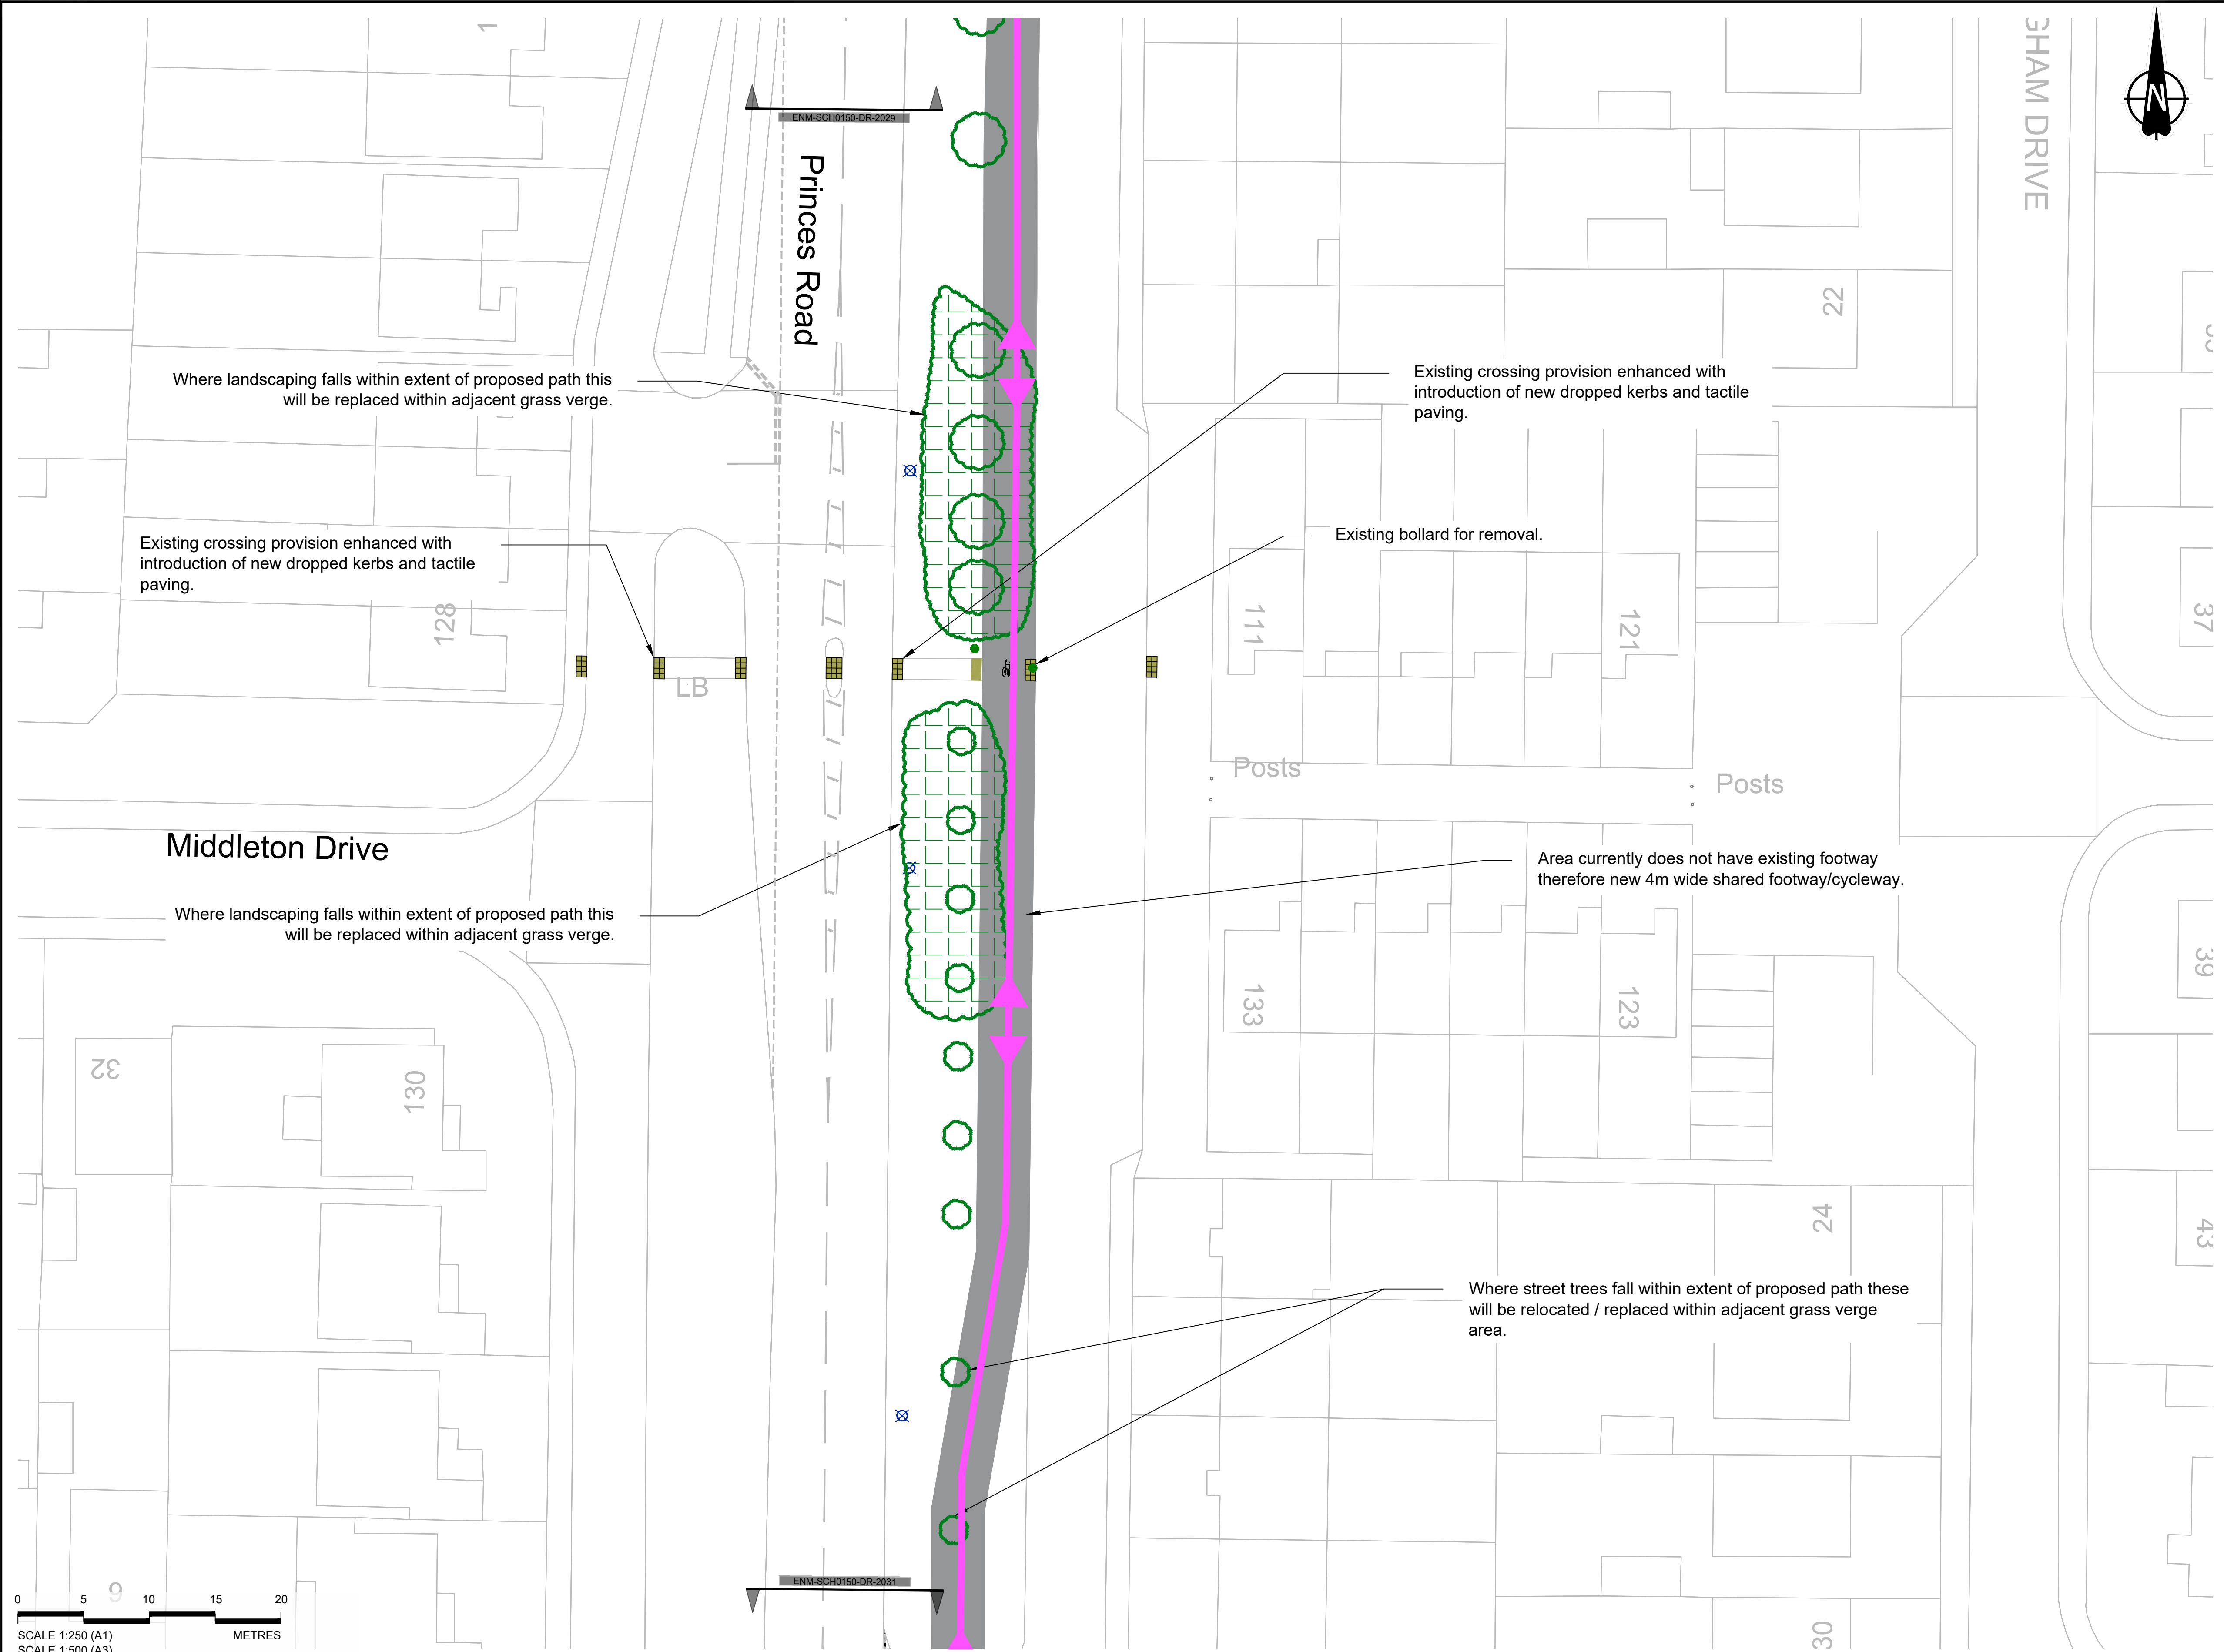 1
GHAM DRIVE
N
ENM-SCH0150-DR-2029
Princes Road
22
Where landscaping falls within extent of proposed path this
will be replaced within adjacent grass verge.
Existing crossing provision enhanced with
introduction of new dropped kerbs and tactile
paving.
Existing bollard for removal.
Existing crossing provision enhanced with
introduction of new dropped kerbs and tactile
paving.
128
111
121
37
LB
Posts
Posts
Middleton Drive
Area currently does not have existing footway
therefore new 4m wide shared footway/cycleway.
Where landscaping falls within extent of proposed path this
will be replaced within adjacent grass verge.
39
133
123
32
130
24
43
Where street trees fall within extent of proposed path these
will be relocated / replaced within adjacent grass verge
area.
ENM-SCH0150-DR-2031
30
0 5 10 15 20
SCALE 1:250 (A1) METRES
SCALE 1:500 (A3)